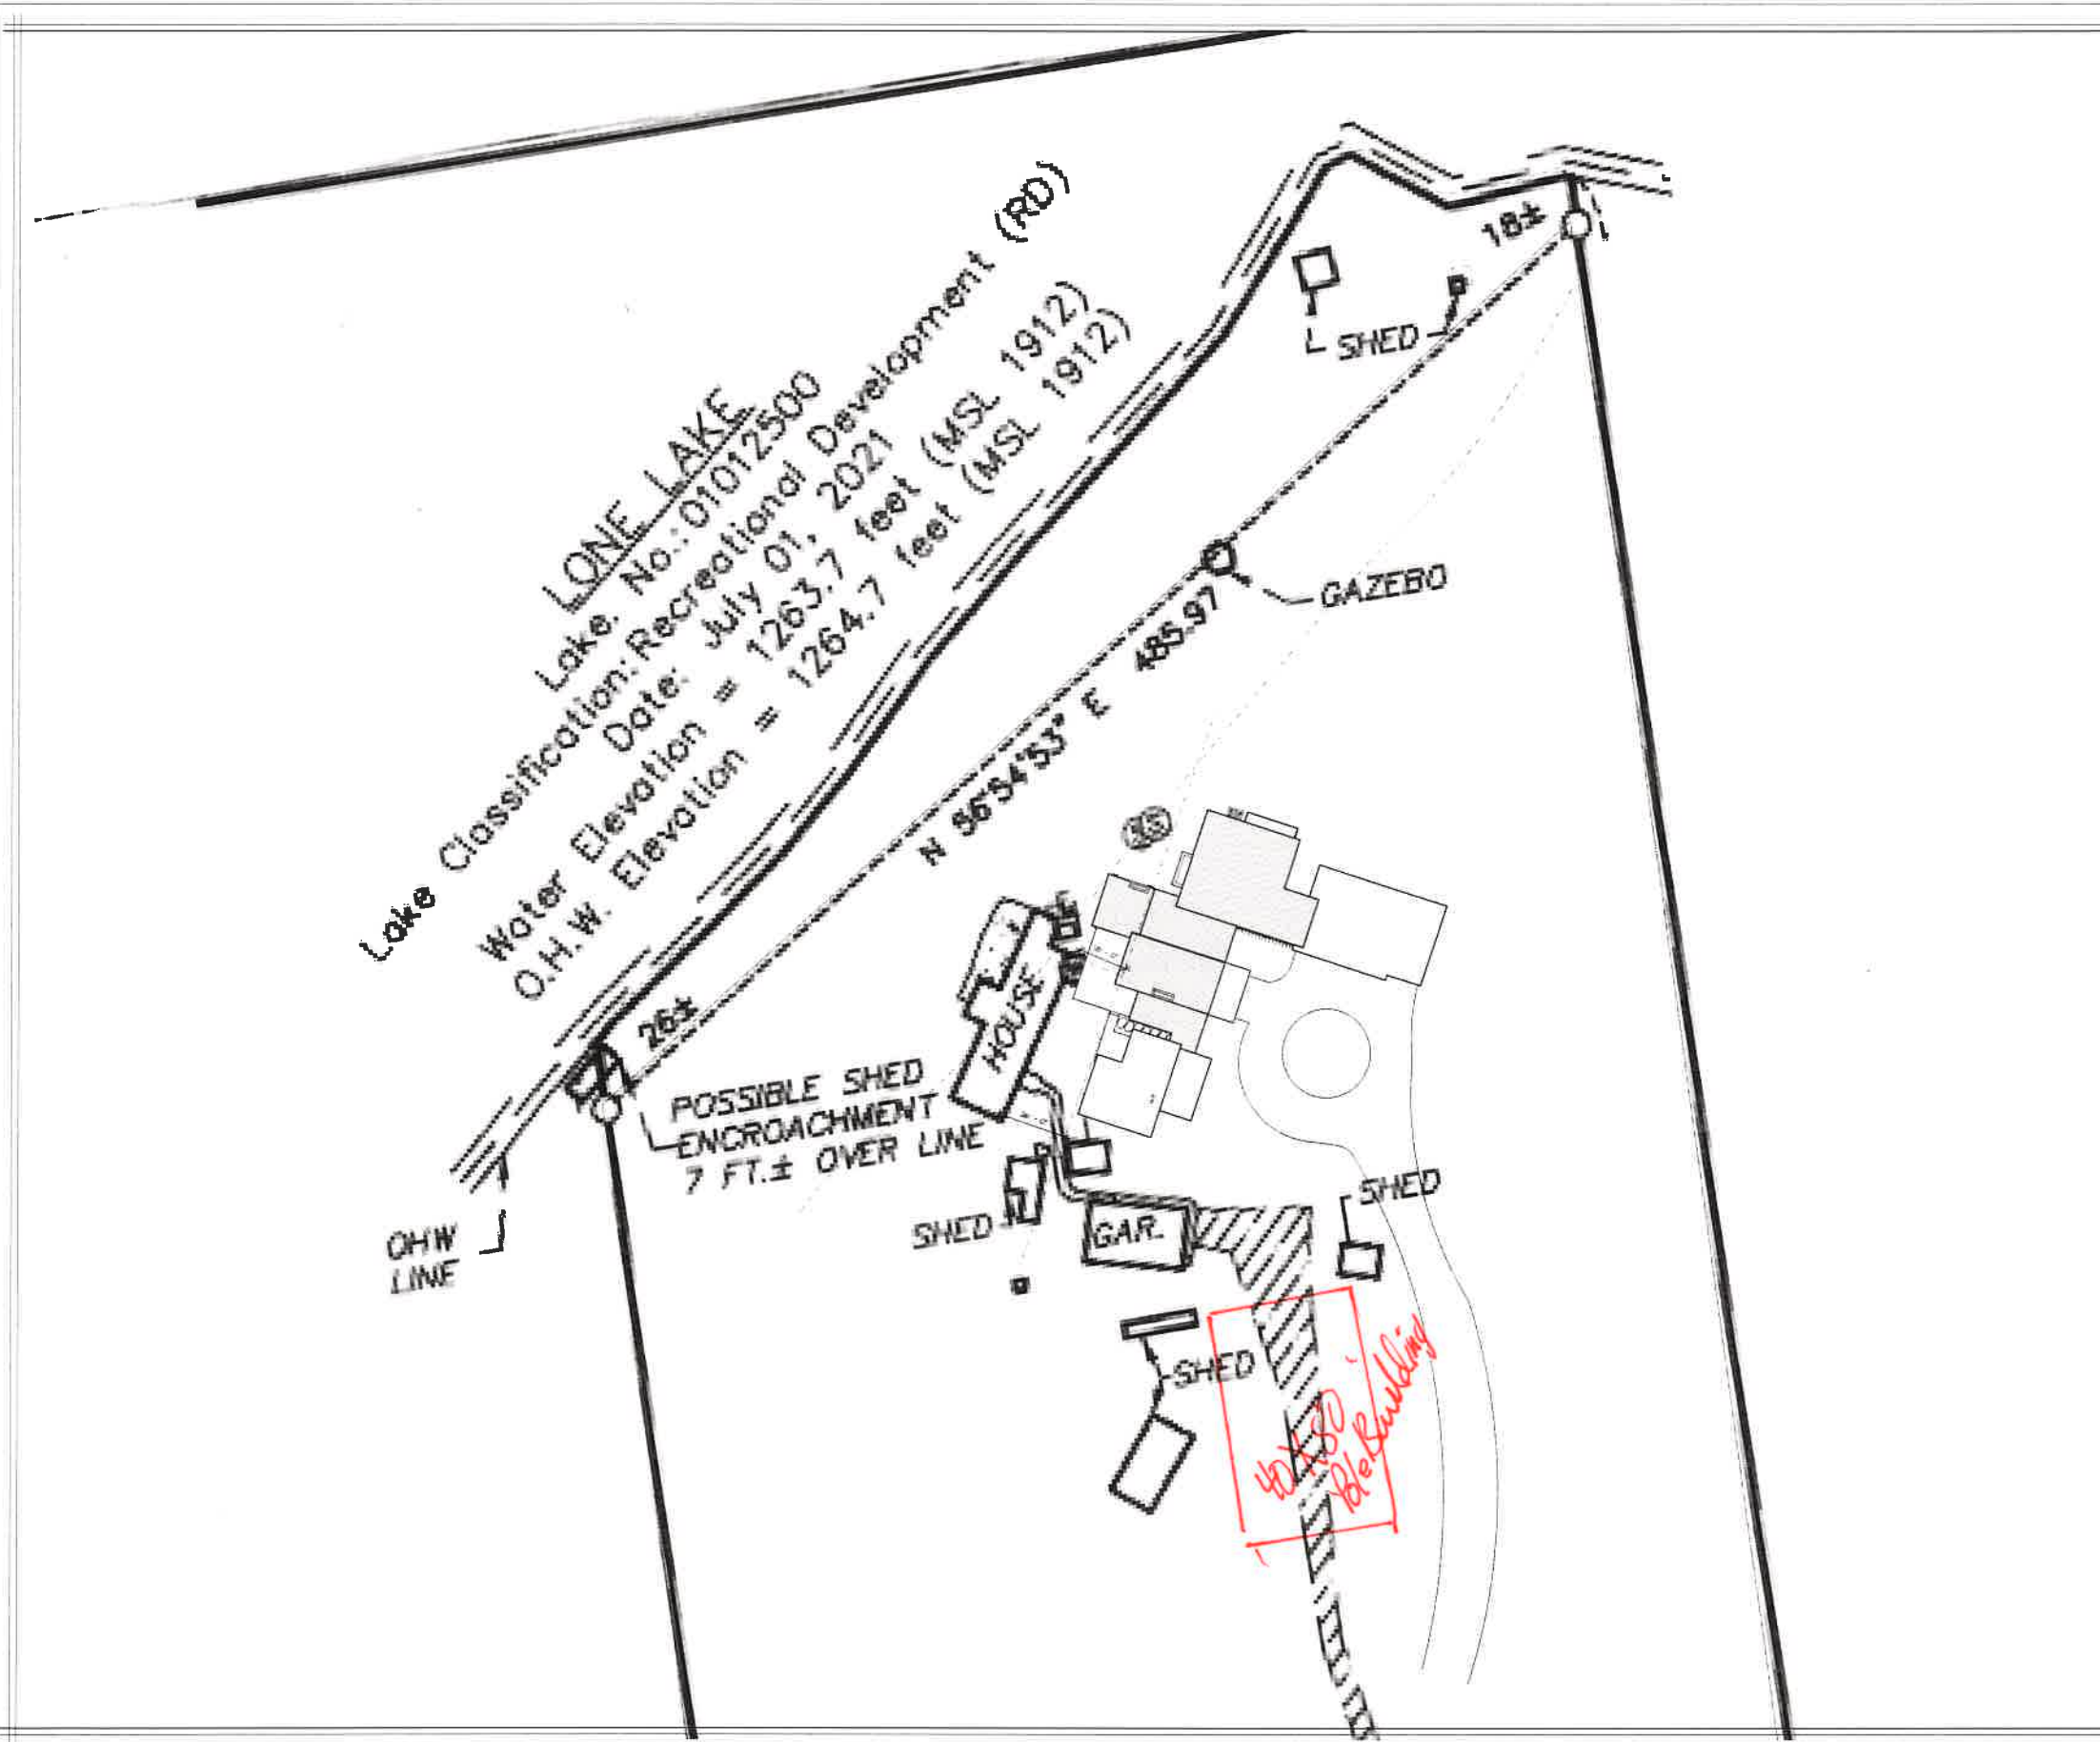 LONE LAKE
Lake. No.: 01012500
Lake Classification: Recreational Development (RD)
Date: July 01, 2021
Water Elevation = 1263.7 feet (MSL 1912)
O.H.W. Elevation = 1264.7 feet (MSL 1912)
18±
SHED
GAZEBO
N 56°54'53" E 485.97
26±
POSSIBLE SHED
ENCROACHMENT
7 FT.± OVER LINE
HOUSE
OHW
LINE
SHED
GAR.
SHED
SHED
40 X 80
Pole Building